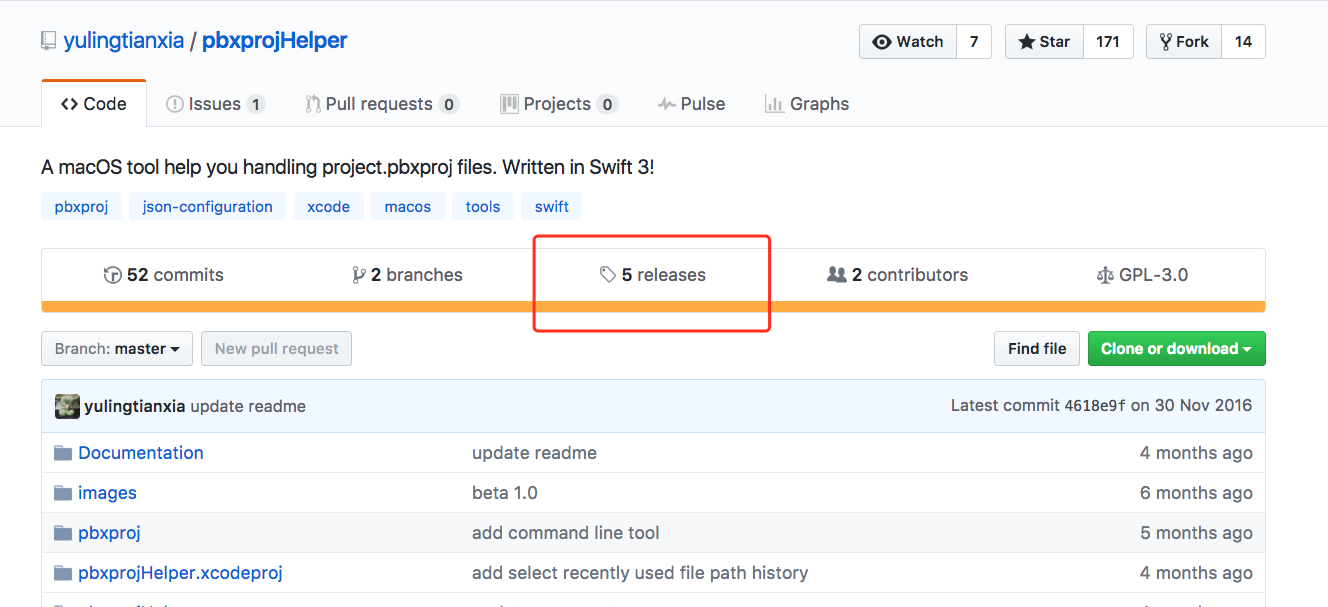 yulingtianxia / pbxprojHelper
Watch 7 Star 171 Fork 14
Code Issues 1 Pull requests 0 Projects 0 Pulse Graphs
A macOS tool help you handling project.pbxproj files. Written in Swift 3!
pbxproj json-configuration xcode macos tools swift
52 commits 2 branches 5 releases 2 contributors GPL-3.0
Branch: master New pull request Find file Clone or download
yulingtianxia update readme Latest commit 4618e9f on 30 Nov 2016
Documentation update readme 4 months ago
images beta 1.0 6 months ago
pbxproj add command line tool 5 months ago
pbxprojHelper.xcodeproj add select recently used file path history 4 months ago